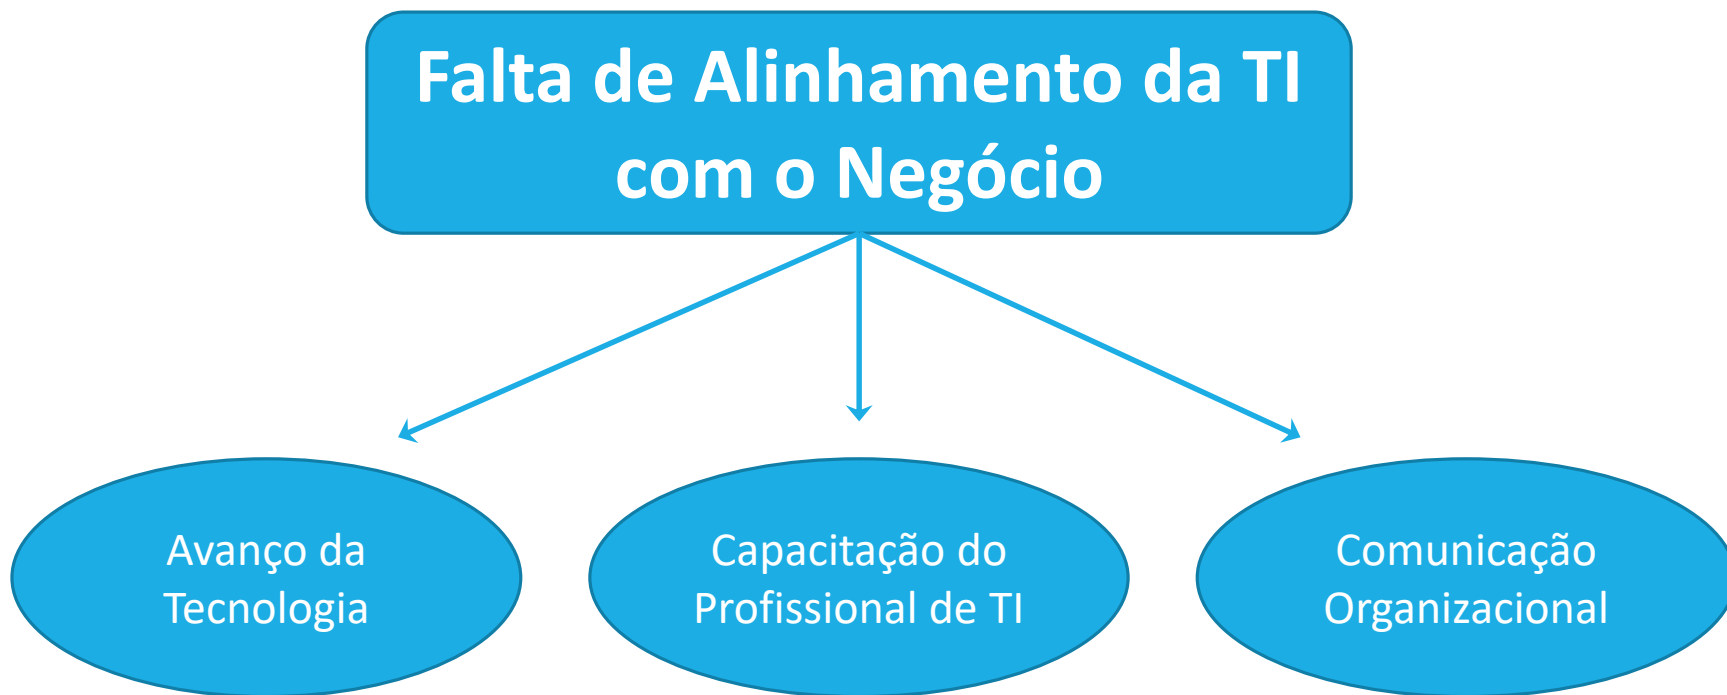 Falta de Alinhamento da TI
com o Negócio
Avanço da
Tecnologia
Capacitação do
Profissional de TI
Comunicação
Organizacional